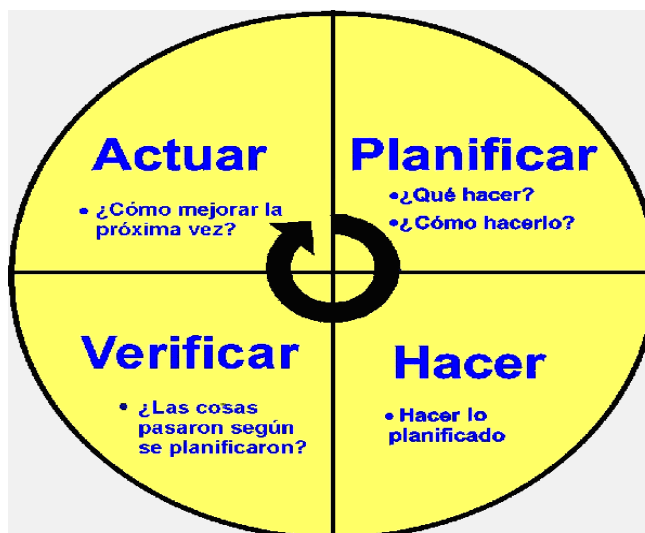 Actuar
• ¿Cómo mejorar la
próxima vez?
Planificar
•¿Qué hacer?
•¿Cómo hacerlo?
Verificar
• ¿Las cosas
pasaron según
se planificaron?
Hacer
• Hacer lo
planificado